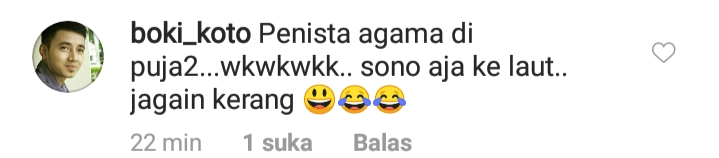 boki_koto Penista agama di
puja2...wkwkwkk.. sono aja ke laut..
jagain kerang 😃😂😂
22 min 1 suka Balas